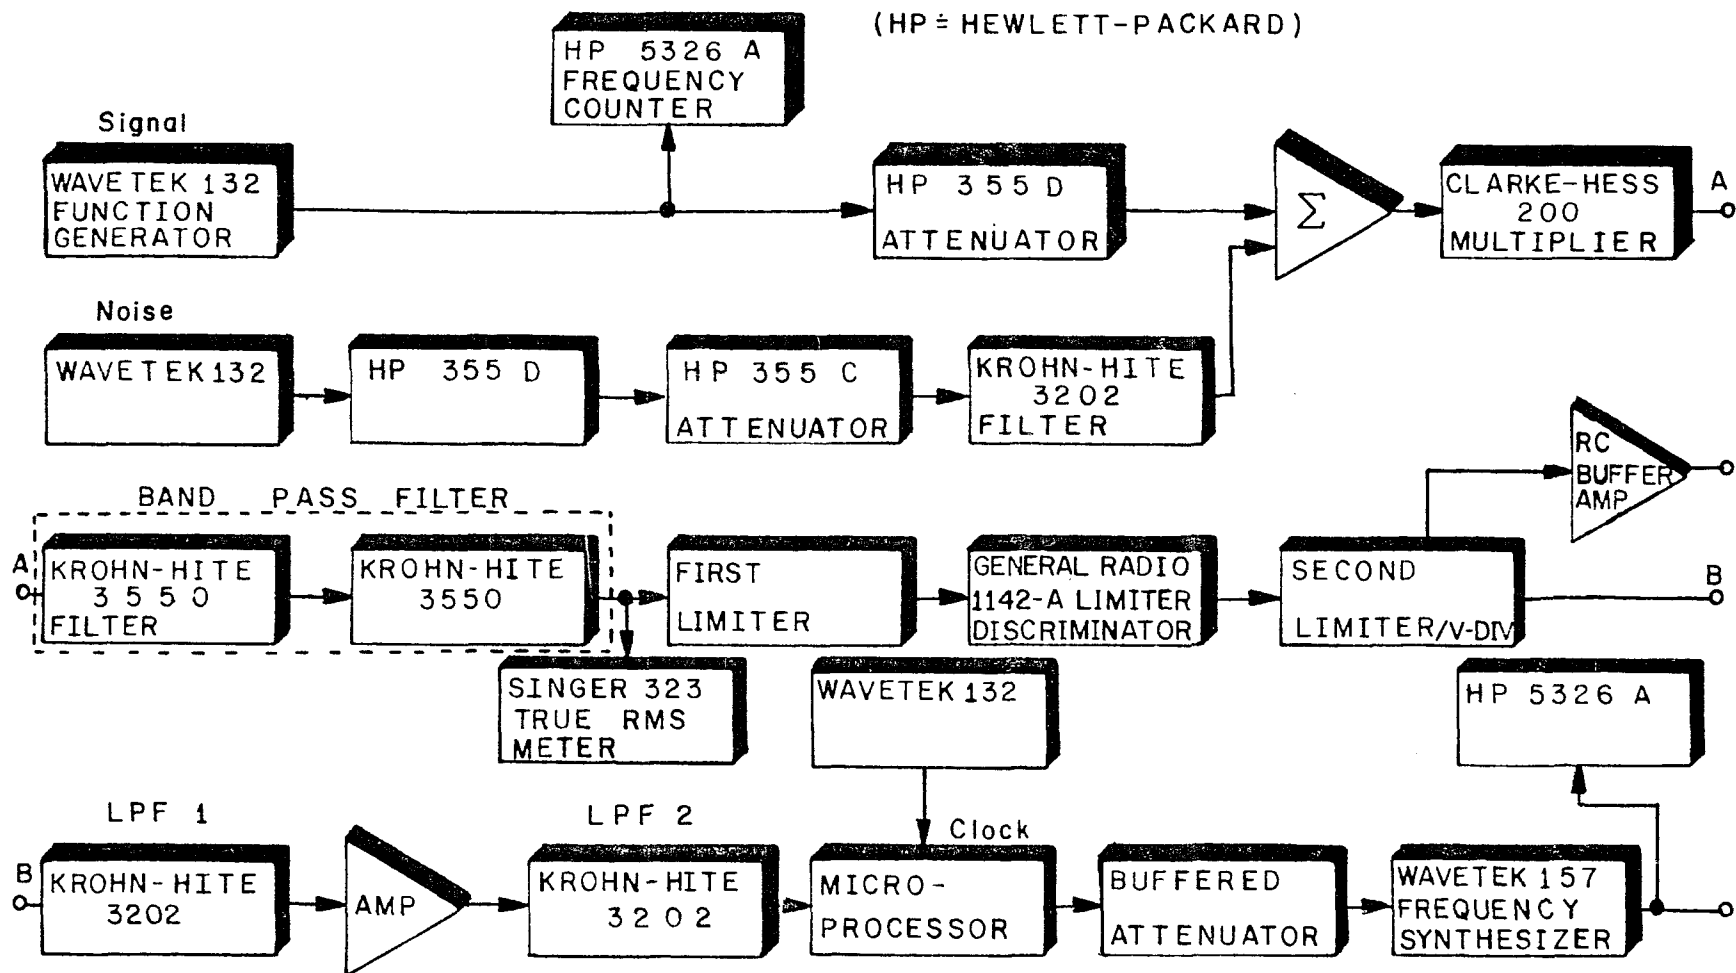 (HP = HEWLETT-PACKARD)
HP 5326 A
FREQUENCY
COUNTER
Signal
WAVETEK 132
FUNCTION
GENERATOR
HP 355 D
ATTENUATOR
Σ
CLARKE-HESS
200
MULTIPLIER
A
Noise
WAVETEK 132
HP 355 D
HP 355 C
ATTENUATOR
KROHN-HITE
3202
FILTER
RC
BUFFER
AMP
BAND PASS FILTER
A
KROHN-HITE
3550
FILTER
KROHN-HITE
3550
FIRST
LIMITER
GENERAL RADIO
1142-A LIMITER
DISCRIMINATOR
SECOND
LIMITER/V-DIV
B
SINGER 323
TRUE RMS
METER
WAVETEK 132
HP 5326 A
LPF 1
B
KROHN-HITE
3202
AMP
LPF 2
KROHN-HITE
3202
Clock
MICRO-
PROCESSOR
BUFFERED
ATTENUATOR
WAVETEK 157
FREQUENCY
SYNTHESIZER